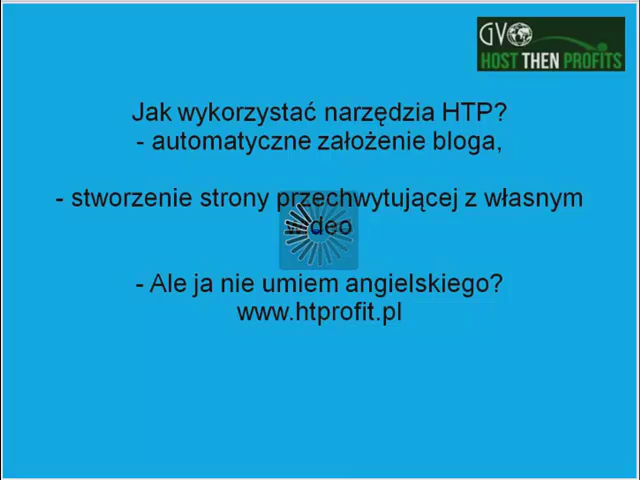 GVO
HOST THEN PROFITS
Jak wykorzystać narzędzia HTP?
- automatyczne założenie bloga,
- stworzenie strony przechwytującej z własnym
wideo
- Ale ja nie umiem angielskiego?
www.htprofit.pl